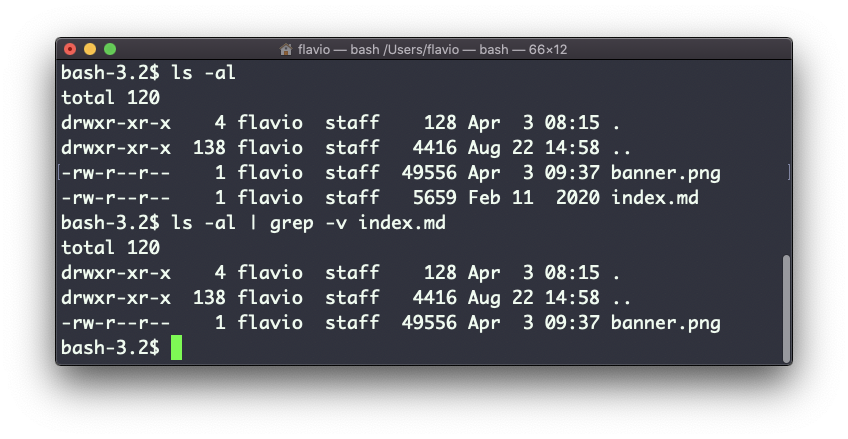 flavio — bash /Users/flavio — bash — 66×12
bash-3.2$ ls -al
total 120
drwxr-xr-x    4 flavio  staff    128 Apr  3 08:15 .
drwxr-xr-x  138 flavio  staff   4416 Aug 22 14:58 ..
-rw-r--r--    1 flavio  staff  49556 Apr  3 09:37 banner.png
-rw-r--r--    1 flavio  staff   5659 Feb 11  2020 index.md
bash-3.2$ ls -al | grep -v index.md
total 120
drwxr-xr-x    4 flavio  staff    128 Apr  3 08:15 .
drwxr-xr-x  138 flavio  staff   4416 Aug 22 14:58 ..
-rw-r--r--    1 flavio  staff  49556 Apr  3 09:37 banner.png
bash-3.2$